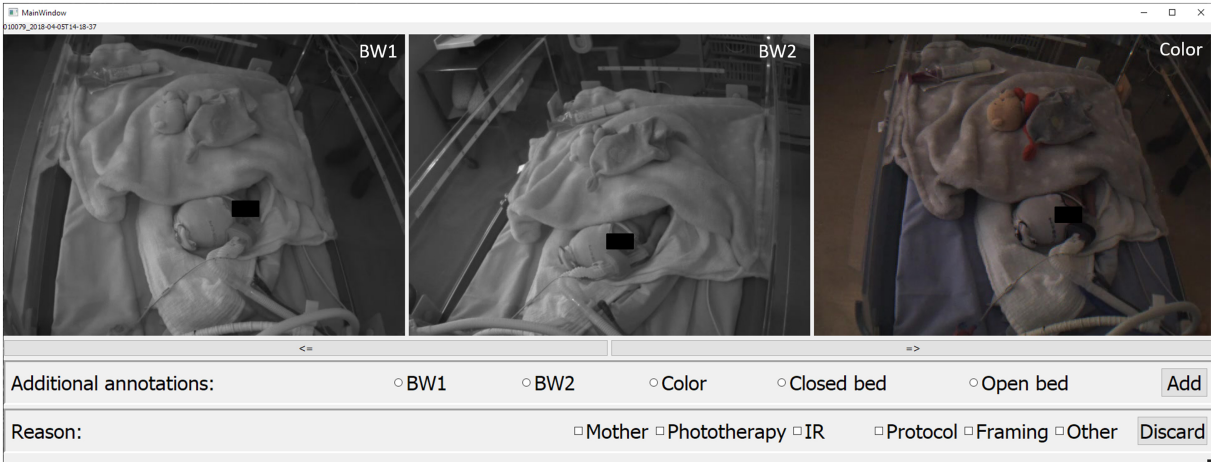 MainWindow
010079_2018-04-05T14-18-37
BW1 BW2 Color
<= =>
Additional annotations: BW1 BW2 Color Closed bed Open bed Add
Reason: Mother Phototherapy IR Protocol Framing Other Discard